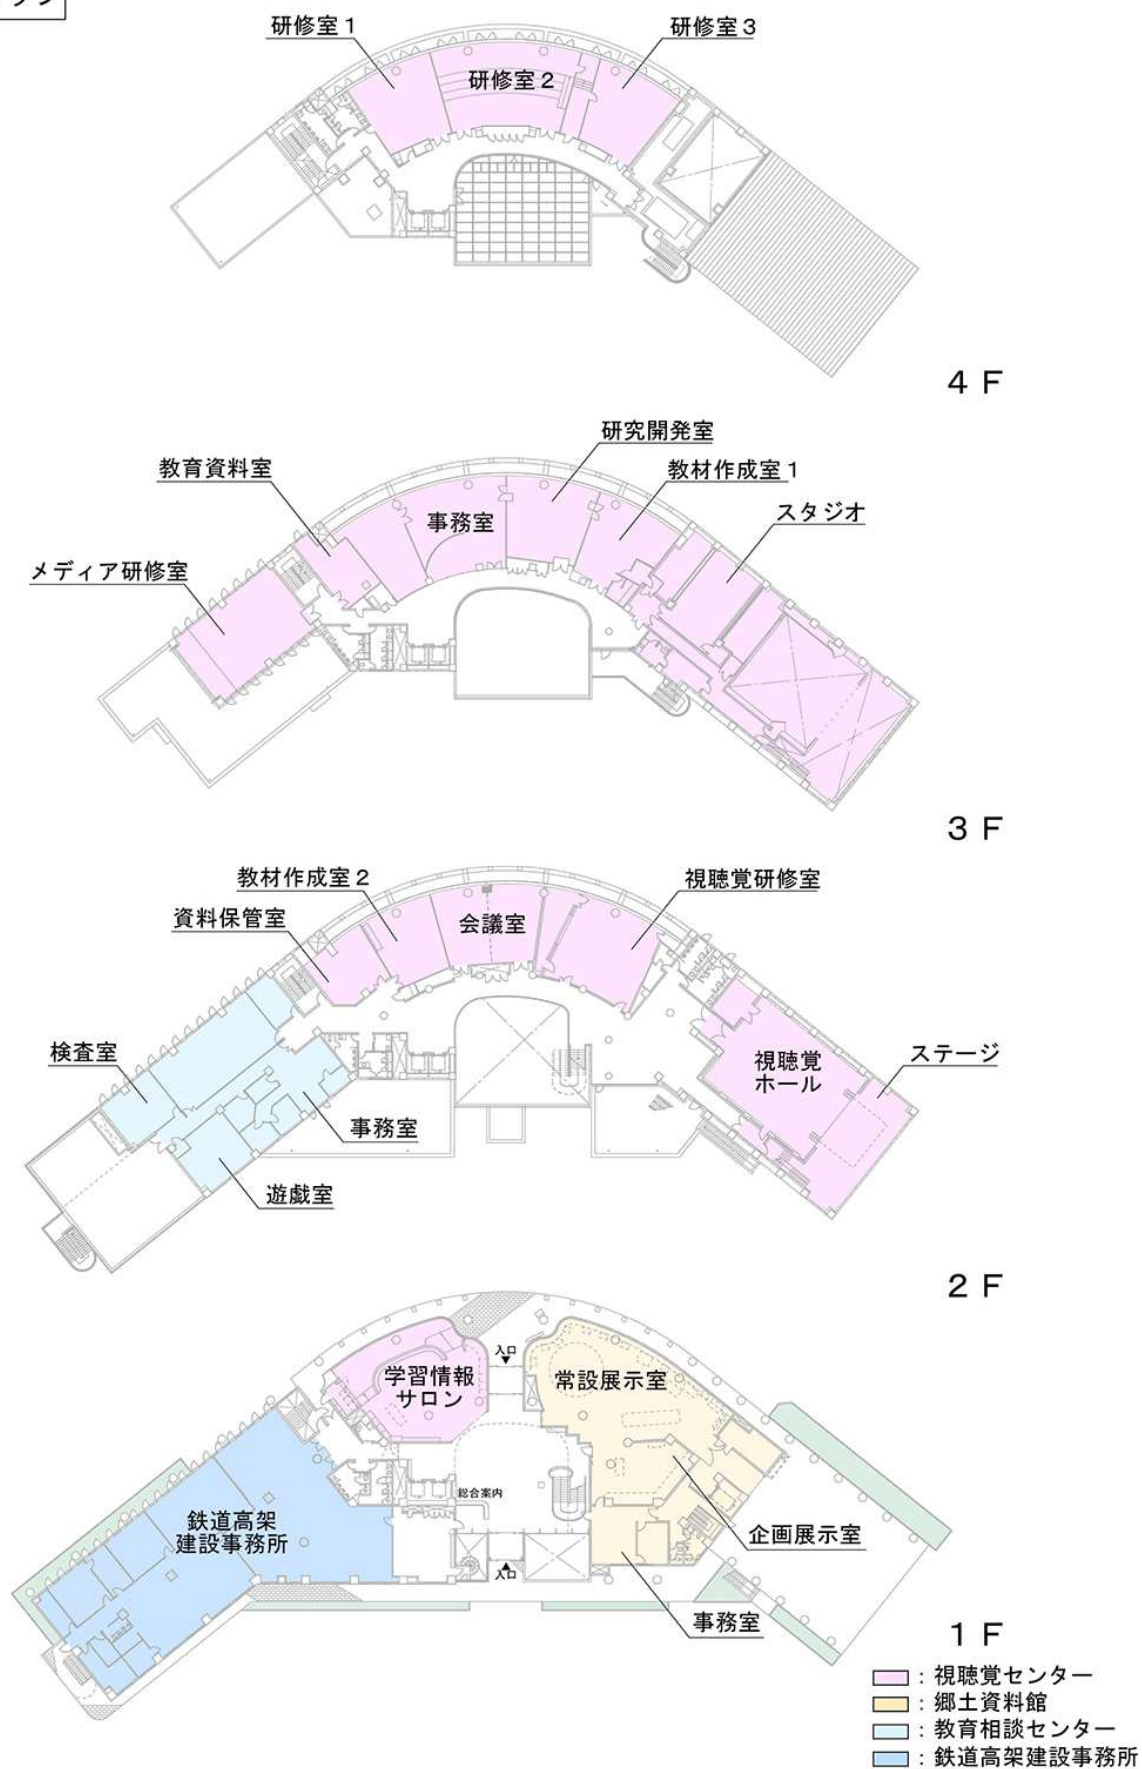 研修室1
研修室3
研修室2
4F
研究開発室
教育資料室
教材作成室1
事務室
スタジオ
メディア研修室
3F
教材作成室2
視聴覚研修室
資料保管室
会議室
検査室
視聴覚
ホール
ステージ
事務室
遊戯室
2F
入口
学習情報
サロン
常設展示室
総合案内
鉄道高架
建設事務所
企画展示室
入口
事務室
1F
:視聴覚センター
:郷土資料館
:教育相談センター
:鉄道高架建設事務所